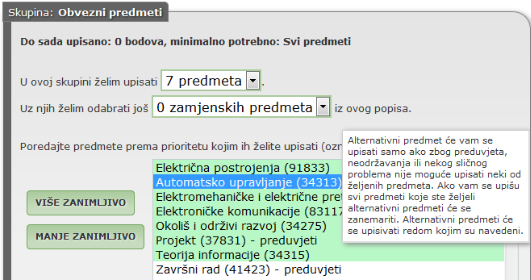 Skupina: Obvezni predmeti
Do sada upisano: 0 bodova, minimalno potrebno: Svi predmeti
U ovoj skupini želim upisati 7 predmeta .
Uz njih želim odabrati još 0 zamjenskih predmeta iz ovog popisa.
Poredajte predmete prema prioritetu kojim ih želite upisati (ozn
Električna postrojenja (91833)
Automatsko upravljanje (34313)
Elektromehaničke i električne pret
Elektroničke komunikacije (83117
Okoliš i održivi razvoj (34275)
Projekt (37831) - preduvjeti
Teorija informacije (34315)
Završni rad (41423) - preduvjeti
VIŠE ZANIMLJIVO
MANJE ZANIMLJIVO
Alternativni predmet će vam se
upisati samo ako zbog preduvjeta,
neodržavanja ili nekog sličnog
problema nije moguće upisati neki od
željenih predmeta. Ako vam se upišu
svi predmeti koje ste željeli
alternativni predmeti će se
zanemariti. Alternativni predmeti će
se upisivati redom kojim su navedeni.